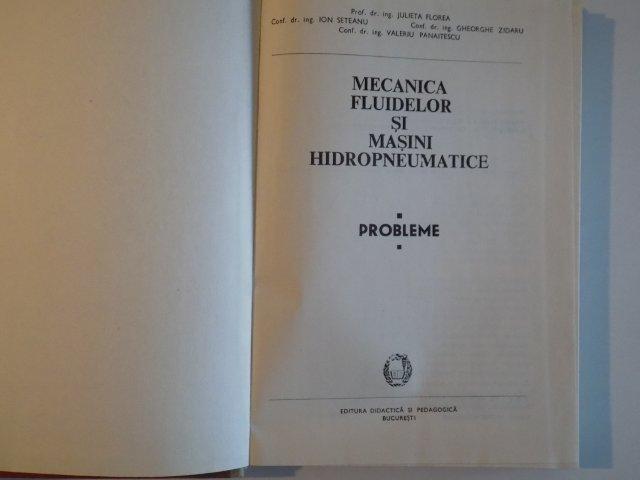 Prof. dr. ing. JULIETA FLOREA
Conf. dr. ing. ION SETEANU Conf. dr. ing. GHEORGHE ZIDARU
Conf. dr. ing. VALERIU PANAITESCU
MECANICA
FLUIDELOR
ȘI
MAȘINI
HIDROPNEUMATICE
PROBLEME
EDITURA DIDACTICĂ ȘI PEDAGOGICĂ
BUCUREȘTI